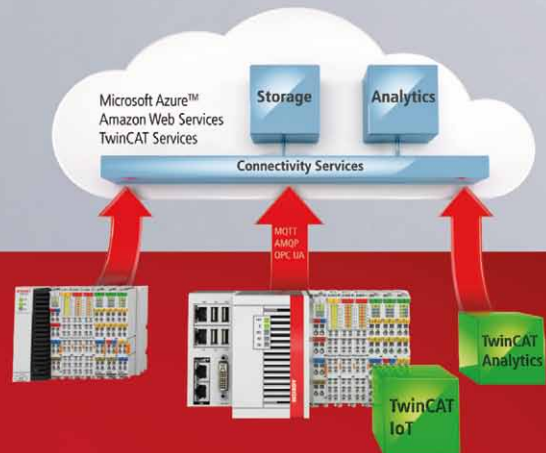 Microsoft Azure™
Amazon Web Services
TwinCAT Services
Storage
Analytics
Connectivity Services
MQTT
AMQP
OPC UA
TwinCAT
Analytics
TwinCAT
IoT